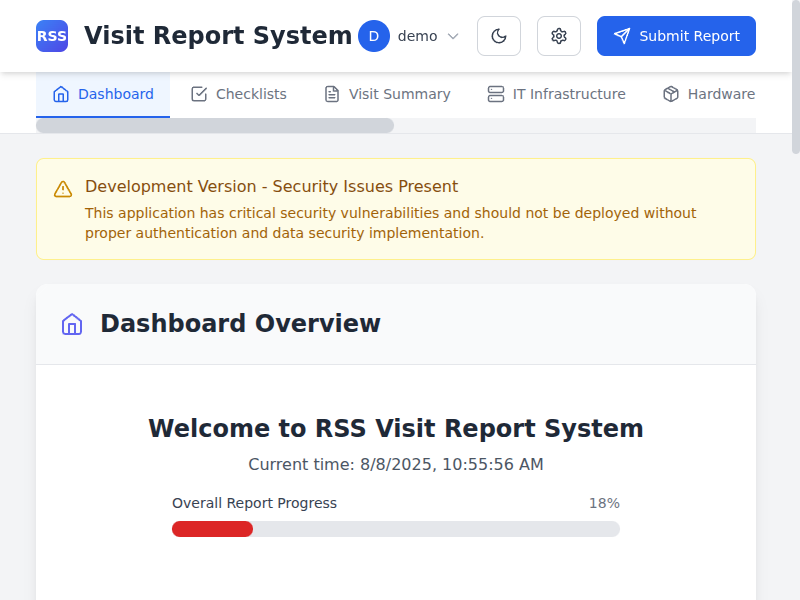 RSS
Visit Report System
D
demo
Submit Report
Dashboard
Checklists
Visit Summary
IT Infrastructure
Hardware
Development Version - Security Issues Present
This application has critical security vulnerabilities and should not be deployed without
proper authentication and data security implementation.
Dashboard Overview
Welcome to RSS Visit Report System
Current time: 8/8/2025, 10:55:56 AM
Overall Report Progress
18%